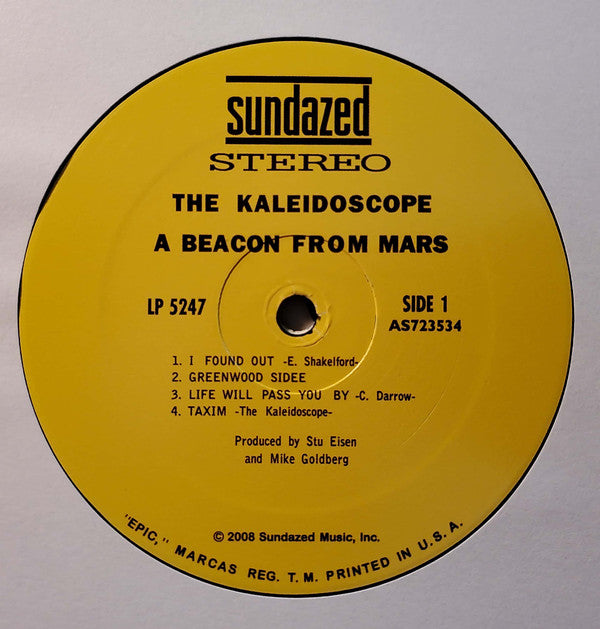 sundazed
STEREO
THE KALEIDOSCOPE
A BEACON FROM MARS
LP 5247
SIDE 1
AS723534
1. I FOUND OUT -E. Shakelford-
2. GREENWOOD SIDEE
3. LIFE WILL PASS YOU BY -C. Darrow-
4. TAXIM -The Kaleidoscope-
Produced by Stu Eisen
and Mike Goldberg
© 2008 Sundazed Music, Inc.
"EPIC," MARCAS REG. T. M. PRINTED IN U. S. A.